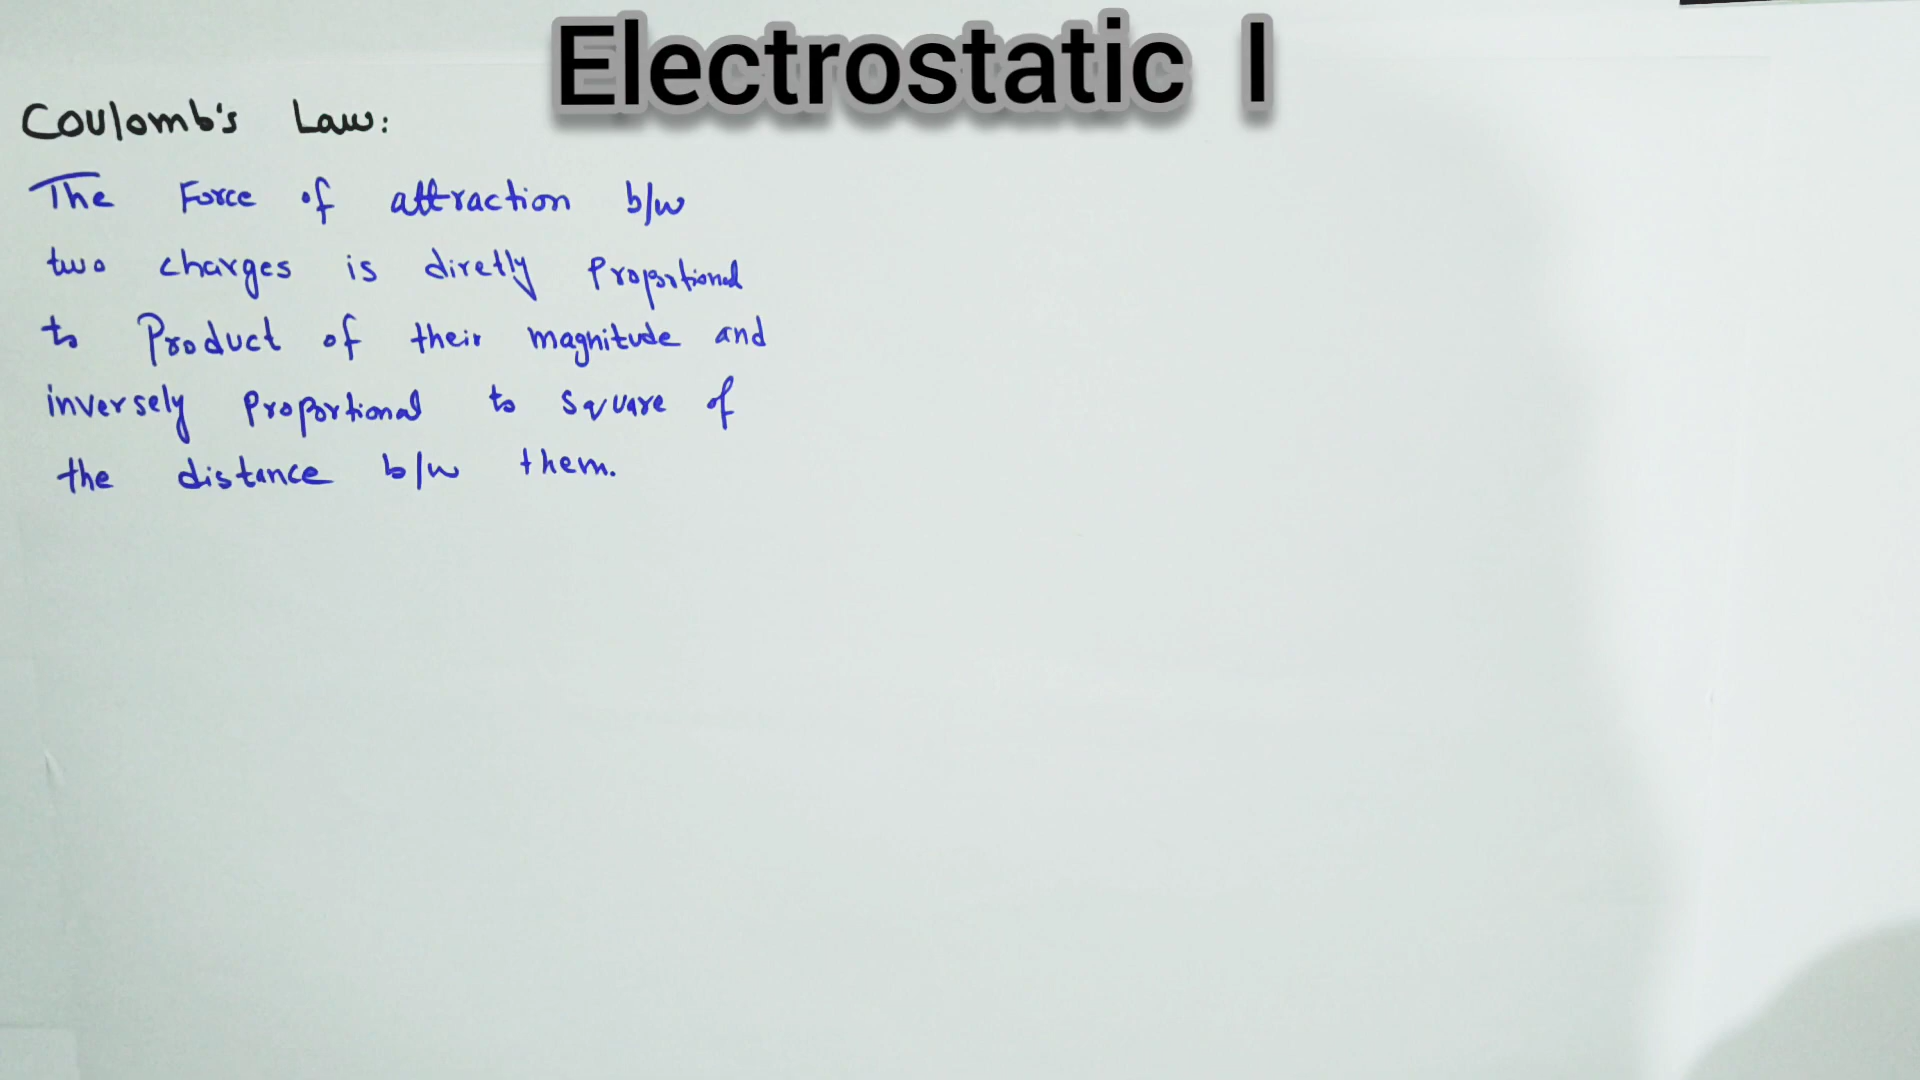 Electrostatic I
Coulomb's Law:
The Force of attraction b/w
two charges is diretly proportional
to Product of their magnitude and
inversely proportional to square of
the distance b/w them.